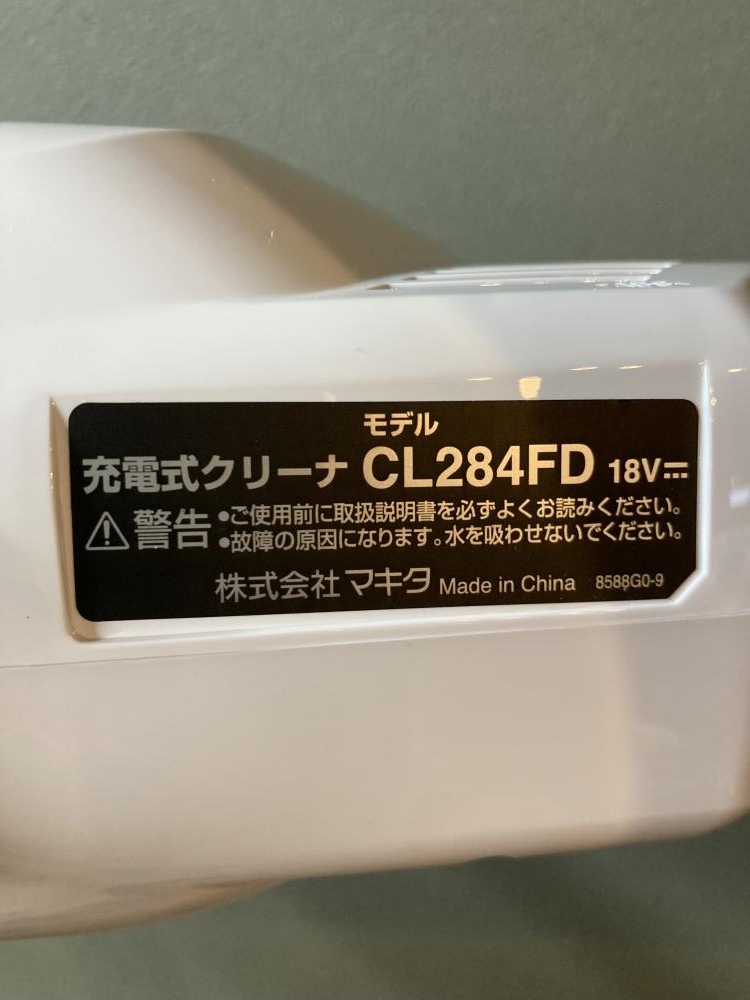 モデル
充電式クリーナ CL284FD 18V⎓
⚠警告 •ご使用前に取扱説明書を必ずよくお読みください。
•故障の原因になります。水を吸わせないでください。
株式会社 マキタ Made in China 8588G0-9